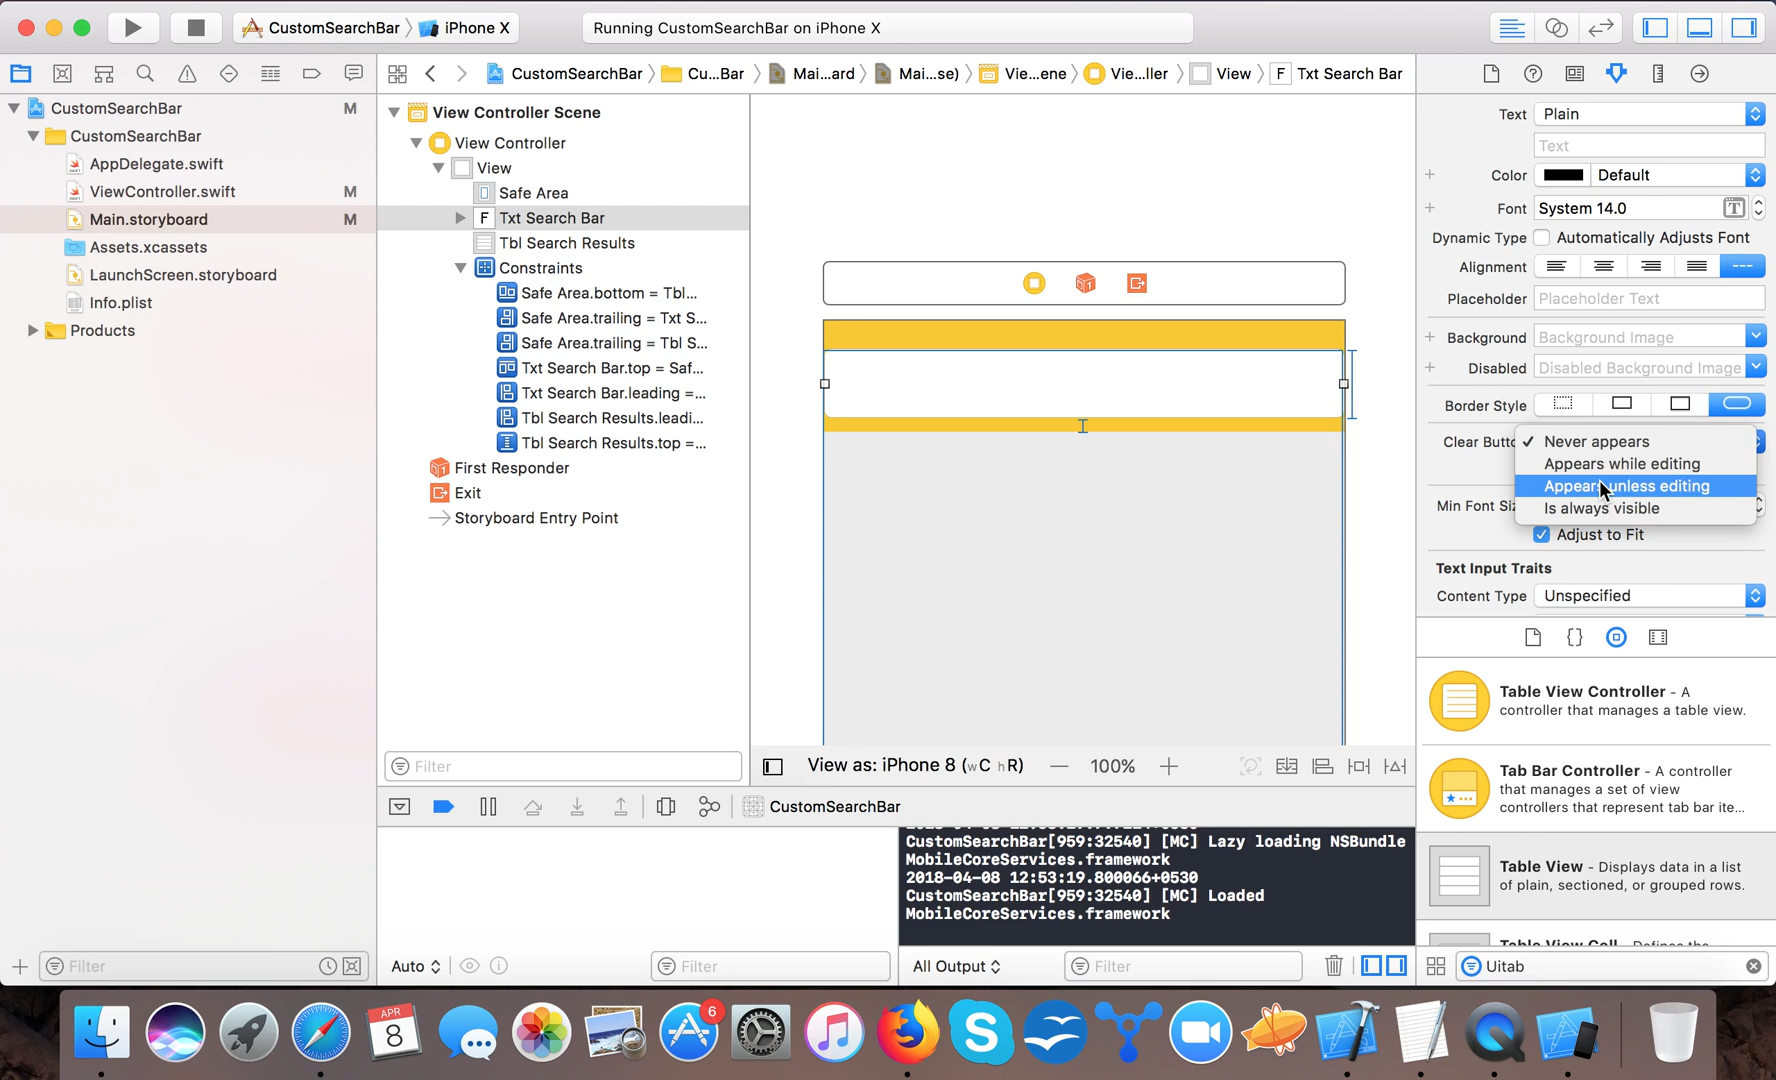 CustomSearchBar
iPhone X
Running CustomSearchBar on iPhone X
CustomSearchBar
Cu...Bar
Mai...ard
Mai...se)
Vie...ene
Vie...ller
View
F Txt Search Bar
CustomSearchBar M
CustomSearchBar
AppDelegate.swift
ViewController.swift M
Main.storyboard M
Assets.xcassets
LaunchScreen.storyboard
Info.plist
Products
View Controller Scene
View Controller
View
Safe Area
F Txt Search Bar
Tbl Search Results
Constraints
Safe Area.bottom = Tbl...
Safe Area.trailing = Txt S...
Safe Area.trailing = Tbl S...
Txt Search Bar.top = Saf...
Txt Search Bar.leading =...
Tbl Search Results.leadi...
Tbl Search Results.top =...
First Responder
Exit
Storyboard Entry Point
Filter
View as: iPhone 8 (wC hR)
100%
Text Plain
Text
Color Default
Font System 14.0
Dynamic Type Automatically Adjusts Font
Alignment
Placeholder Placeholder Text
Background Background Image
Disabled Disabled Background Image
Border Style
Clear Butto
Never appears
Appears while editing
Appears unless editing
Is always visible
Min Font Siz
Adjust to Fit
Text Input Traits
Content Type Unspecified
Table View Controller - A
controller that manages a table view.
Tab Bar Controller - A controller
that manages a set of view
controllers that represent tab bar ite...
Table View - Displays data in a list
of plain, sectioned, or grouped rows.
Table View Cell - Defines the
Uitab
CustomSearchBar
CustomSearchBar[959:32540] [MC] Lazy loading NSBundle
MobileCoreServices.framework
2018-04-08 12:53:19.800066+0530
CustomSearchBar[959:32540] [MC] Loaded
MobileCoreServices.framework
Filter
Auto
Filter
All Output
Filter
APR
8
6
S